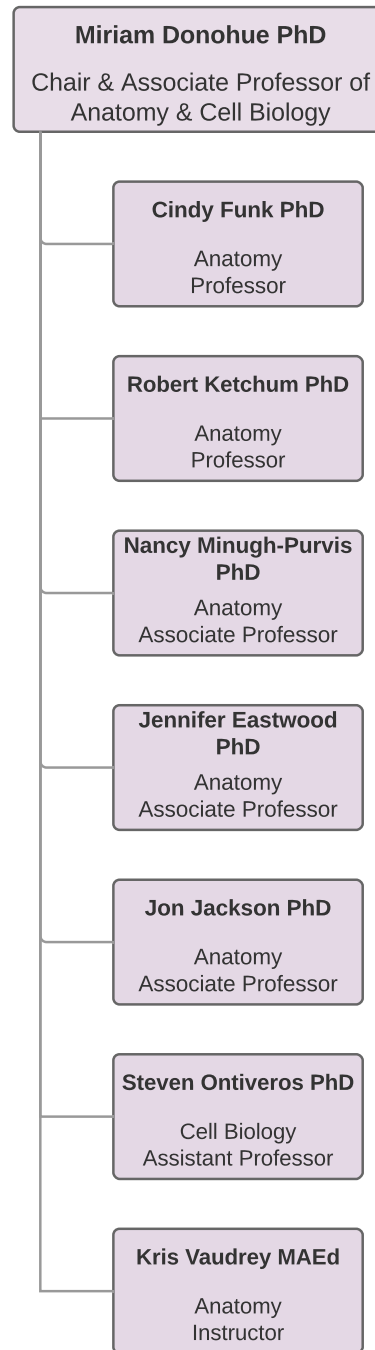 Miriam Donohue PhD
Chair & Associate Professor of
Anatomy & Cell Biology
Cindy Funk PhD
Anatomy
Professor
Robert Ketchum PhD
Anatomy
Professor
Nancy Minugh-Purvis
PhD
Anatomy
Associate Professor
Jennifer Eastwood
PhD
Anatomy
Associate Professor
Jon Jackson PhD
Anatomy
Associate Professor
Steven Ontiveros PhD
Cell Biology
Assistant Professor
Kris Vaudrey MAEd
Anatomy
Instructor